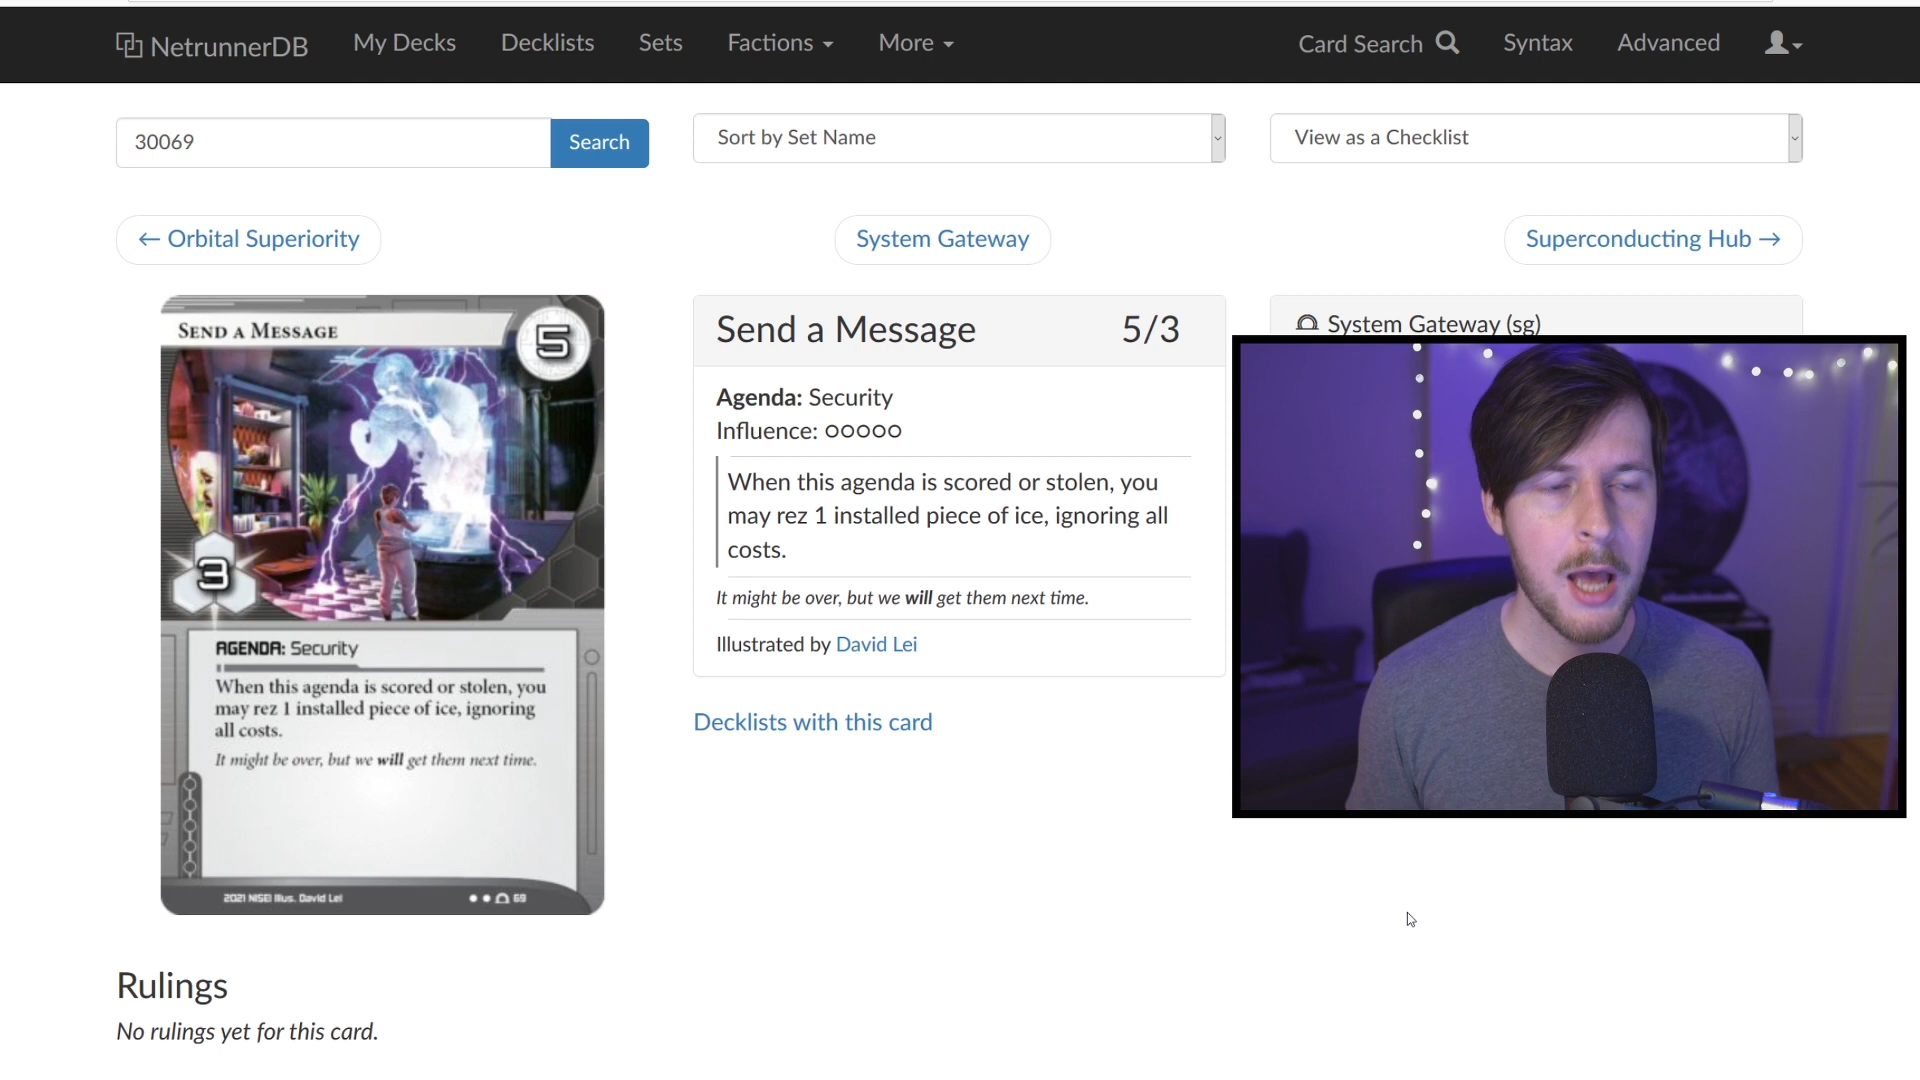 NetrunnerDB My Decks Decklists Sets Factions More Card Search Syntax Advanced
30069 Search Sort by Set Name View as a Checklist
← Orbital Superiority System Gateway Superconducting Hub →
SEND A MESSAGE
5
3
AGENDA: Security
When this agenda is scored or stolen, you
may rez 1 installed piece of ice, ignoring
all costs.
It might be over, but we will get them next time.
2021 NISEI Illus. David Lei 69
Send a Message 5/3
Agenda: Security
Influence: ○○○○○
When this agenda is scored or stolen, you
may rez 1 installed piece of ice, ignoring all
costs.
It might be over, but we will get them next time.
Illustrated by David Lei
Decklists with this card
System Gateway (sg)
Rulings
No rulings yet for this card.